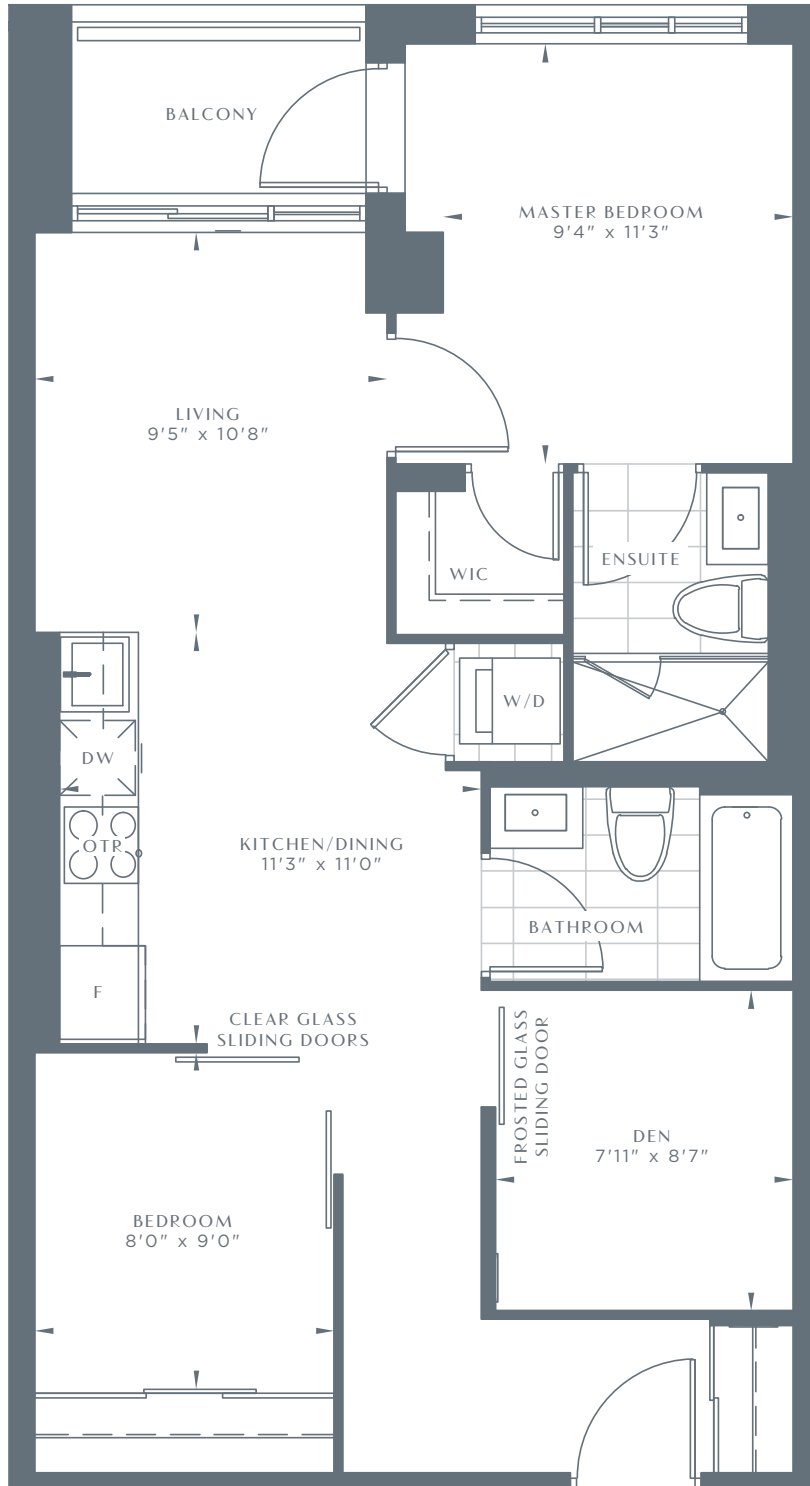 BALCONY
MASTER BEDROOM
9'4" x 11'3"
LIVING
9'5" x 10'8"
WIC
ENSUITE
W/D
DW
OTR
KITCHEN/DINING
11'3" x 11'0"
BATHROOM
F
CLEAR GLASS
SLIDING DOORS
FROSTED GLASS
SLIDING DOOR
DEN
7'11" x 8'7"
BEDROOM
8'0" x 9'0"